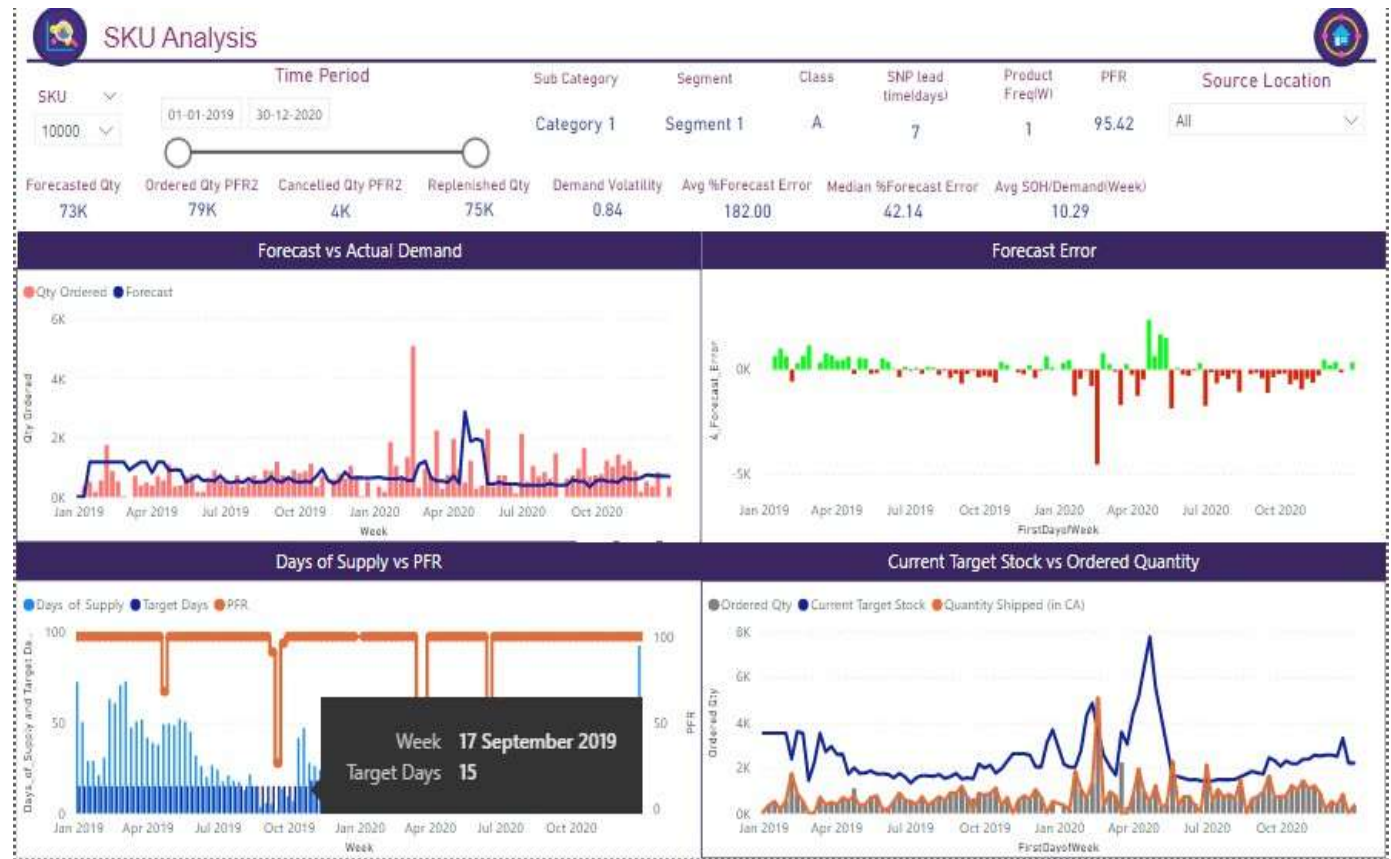 SKU Analysis
Time Period
Sub Category
Segment
Class
SNP lead time(days)
Product Freq(W)
PFR
Source Location
SKU
10000
01-01-2019
30-12-2020
Category 1
Segment 1
A
7
1
95.42
All
Forecasted Qty
Ordered Qty PFR2
Cancelled Qty PFR2
Replenished Qty
Demand Volatility
Avg %Forecast Error
Median %Forecast Error
Avg SOH/Demand(Week)
73K
79K
4K
75K
0.84
182.00
42.14
10.29
Forecast vs Actual Demand
Qty Ordered Forecast
6K
4K
2K
0K
Qty Ordered
Jan 2019 Apr 2019 Jul 2019 Oct 2019 Jan 2020 Apr 2020 Jul 2020 Oct 2020
Week
Forecast Error
0K
-5K
Jan 2019 Apr 2019 Jul 2019 Oct 2019 Jan 2020 Apr 2020 Jul 2020 Oct 2020
FirstDayofWeek
Days of Supply vs PFR
Days of Supply Target Days PFR
100
50
0
Days_of_Supply and Target Da...
100
50
0
PFR
Week 17 September 2019
Target Days 15
Jan 2019 Apr 2019 Jul 2019 Oct 2019 Jan 2020 Apr 2020 Jul 2020 Oct 2020
Week
Current Target Stock vs Ordered Quantity
Ordered Qty Current Target Stock Quantity Shipped (in CA)
8K
6K
4K
2K
0K
Ordered Qty
Jan 2019 Apr 2019 Jul 2019 Oct 2019 Jan 2020 Apr 2020 Jul 2020 Oct 2020
FirstDayofWeek